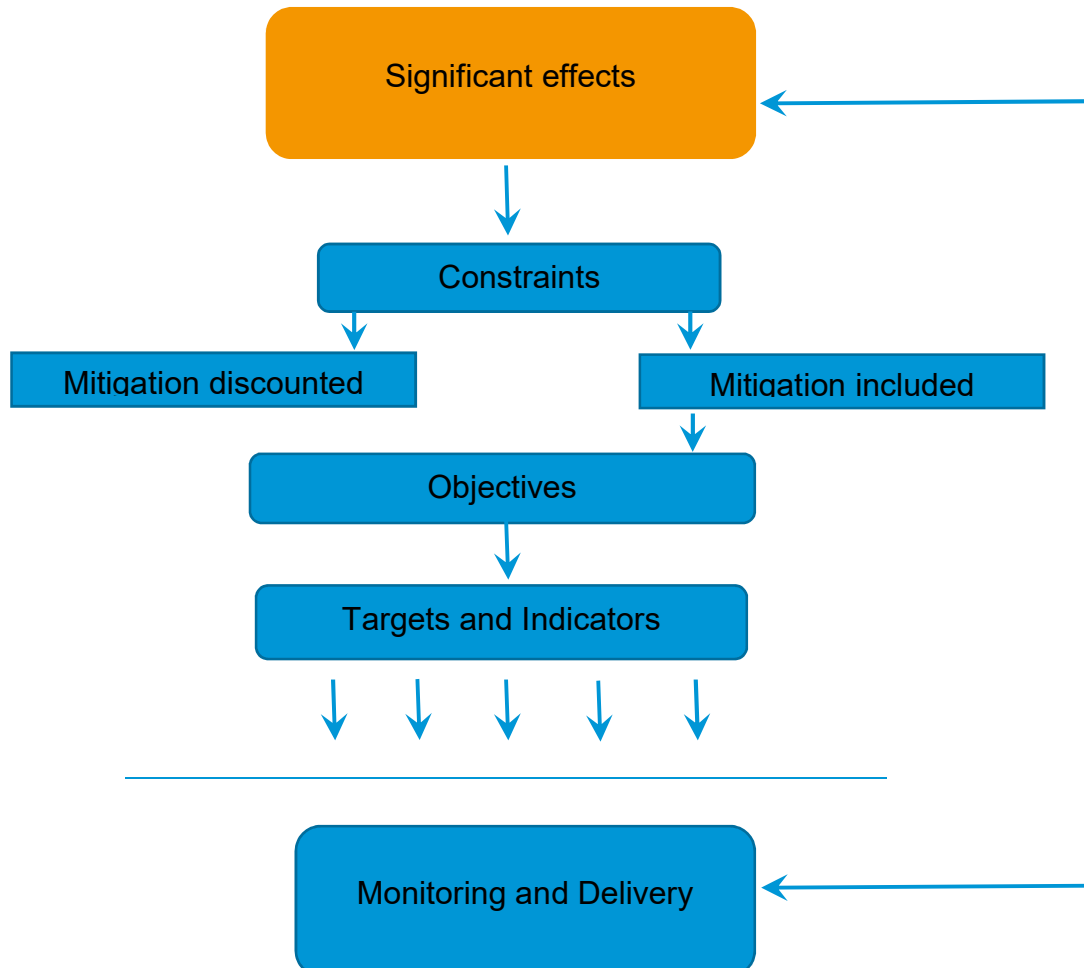 Significant effects
Constraints
Mitigation discounted
Mitigation included
Objectives
Targets and Indicators
Monitoring and Delivery